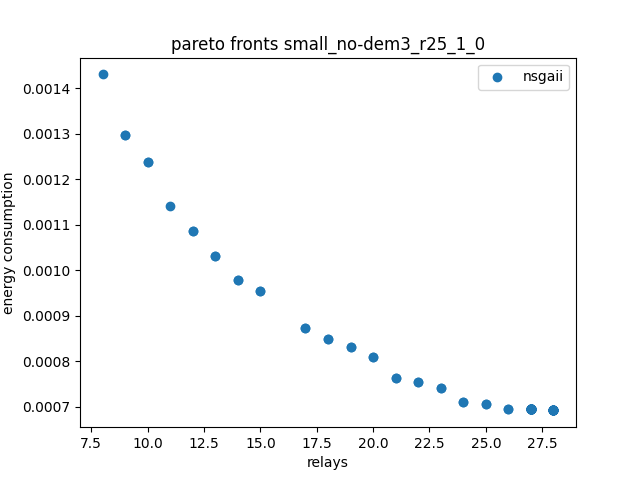 pareto fronts small_no-dem3_r25_1_0
nsgaii
0.0014
0.0013
0.0012
0.0011
0.0010
0.0009
0.0008
0.0007
energy consumption
7.5 10.0 12.5 15.0 17.5 20.0 22.5 25.0 27.5
relays